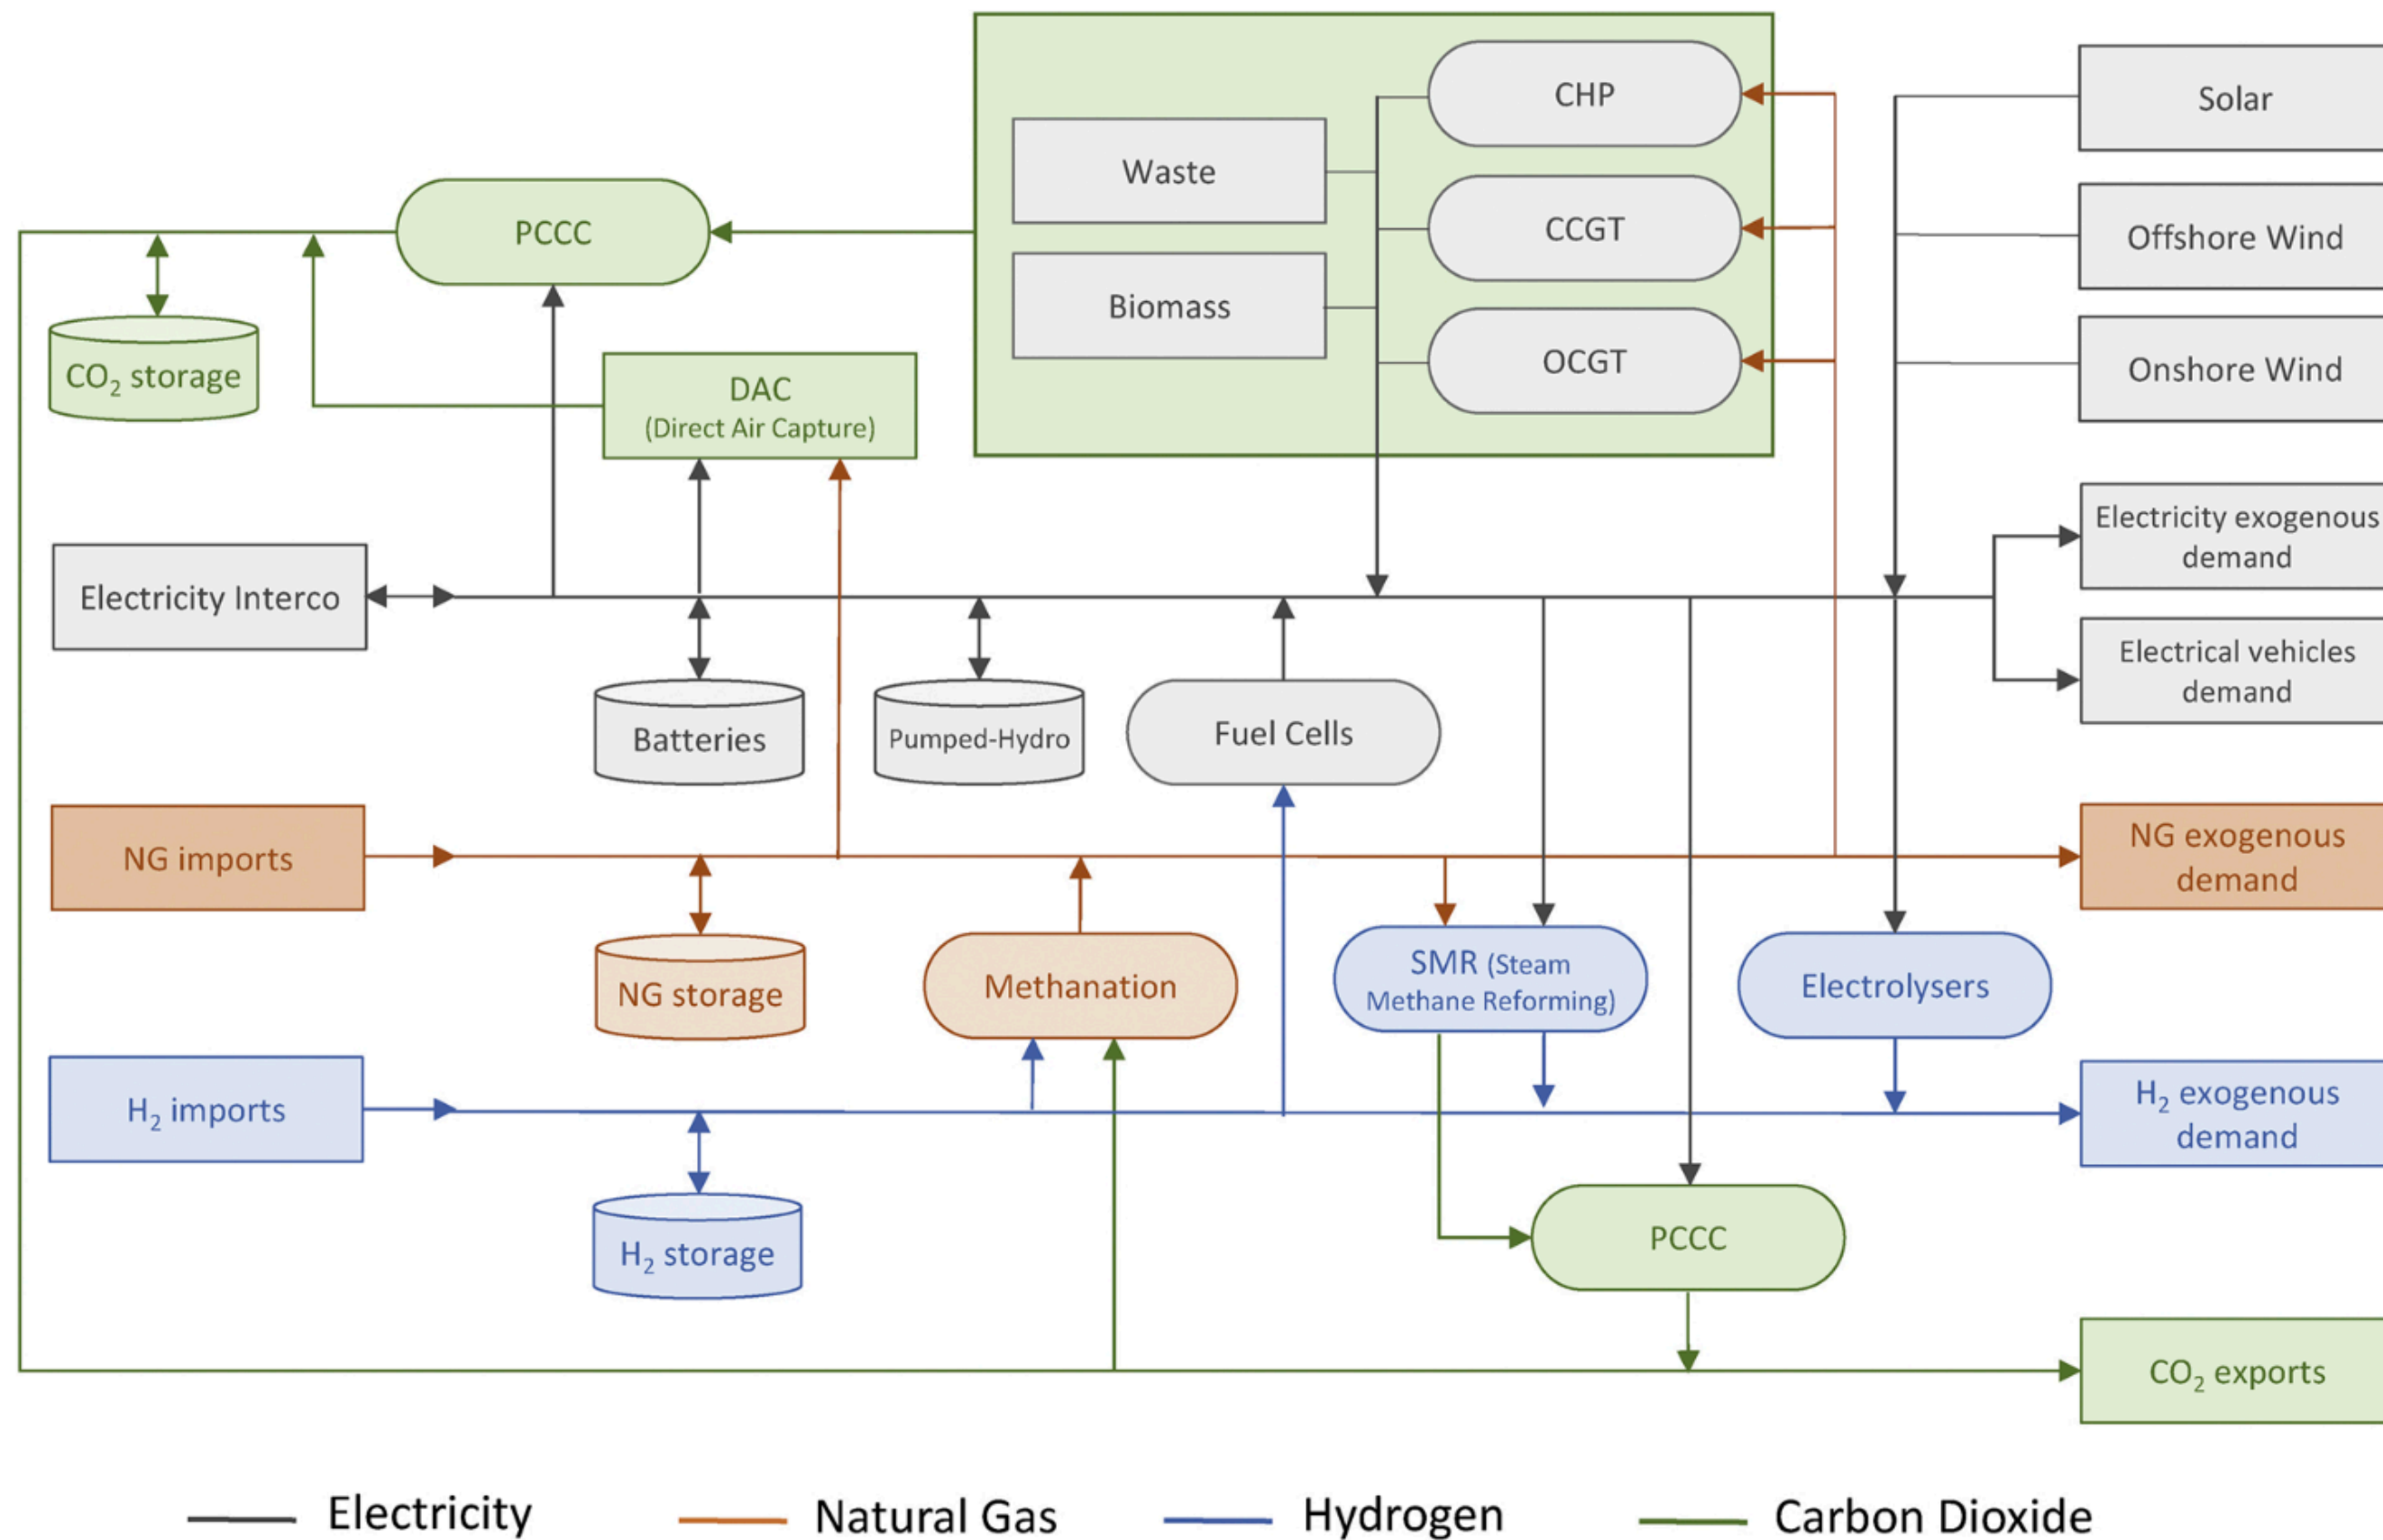 CHP
Solar
Waste
CCGT
Offshore Wind
PCCC
Biomass
OCGT
Onshore Wind
CO₂ storage
DAC
(Direct Air Capture)
Electricity exogenous
demand
Electricity Interco
Electrical vehicles
demand
Batteries
Pumped-Hydro
Fuel Cells
NG imports
NG exogenous
demand
NG storage
Methanation
SMR (Steam
Methane Reforming)
Electrolysers
H₂ imports
H₂ exogenous
demand
H₂ storage
PCCC
CO₂ exports
Electricity
Natural Gas
Hydrogen
Carbon Dioxide